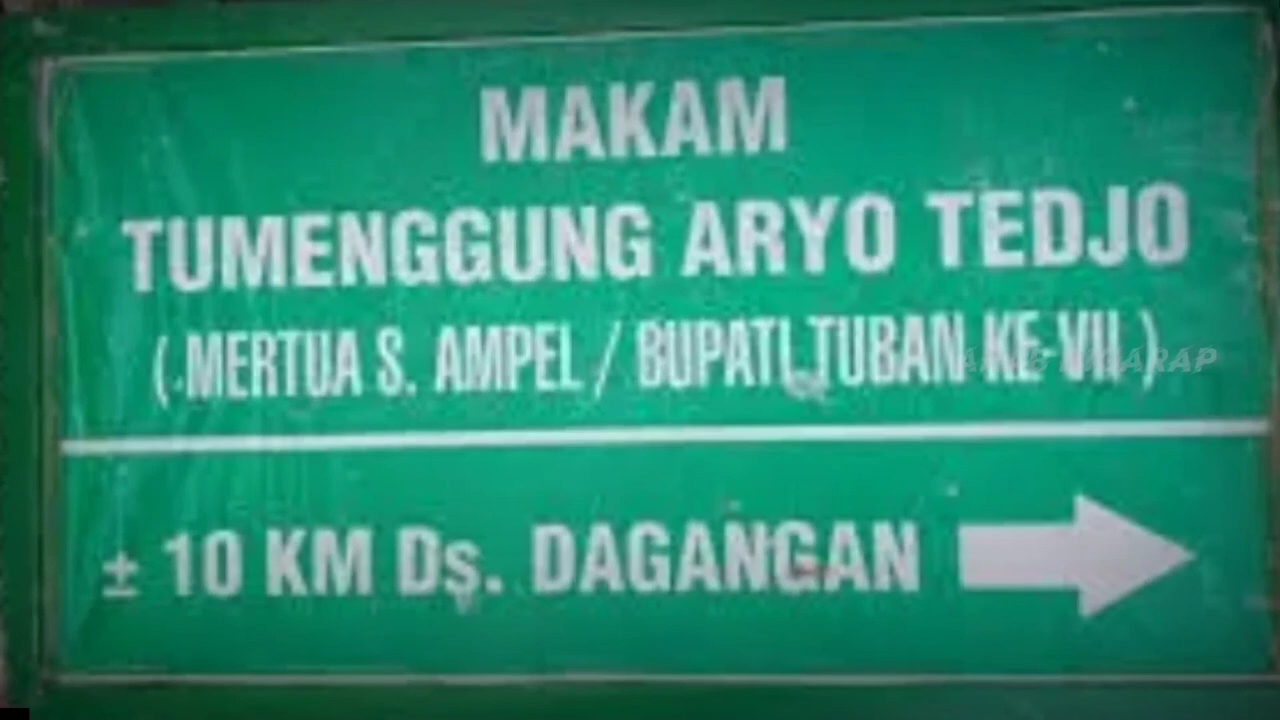 MAKAM
TUMENGGUNG ARYO TEDJO
( MERTUA S. AMPEL / BUPATI TUBAN KE-VII )
± 10 KM Ds. DAGANGAN